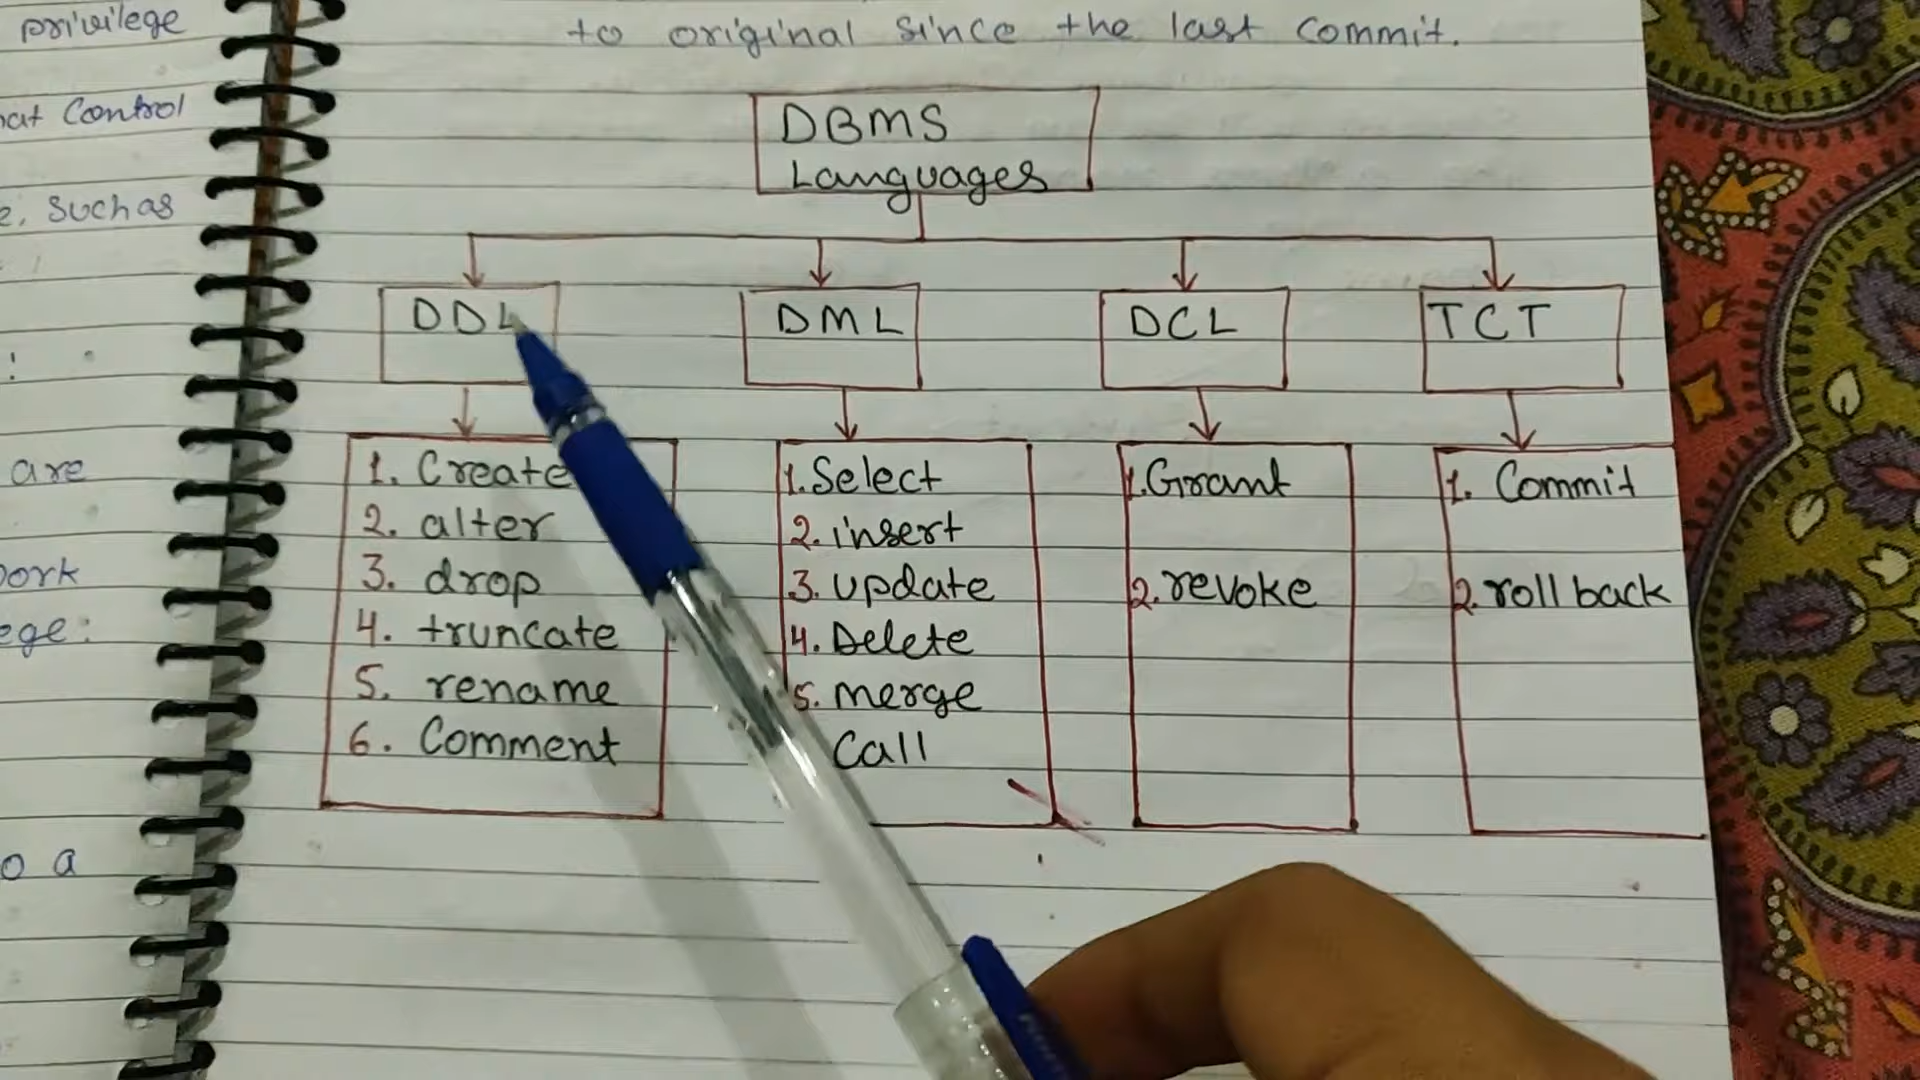 privilege
Control
e. Such as
:
are
work
ege:
o a
to original since the last commit.
DBMS
Languages
DDL
DML
DCL
TCT
1. Create
2. alter
3. drop
4. truncate
5. rename
6. Comment
1. Select
2. insert
3. update
4. Delete
5. merge
Call
1. Grant
2. revoke
1. Commit
2. roll back